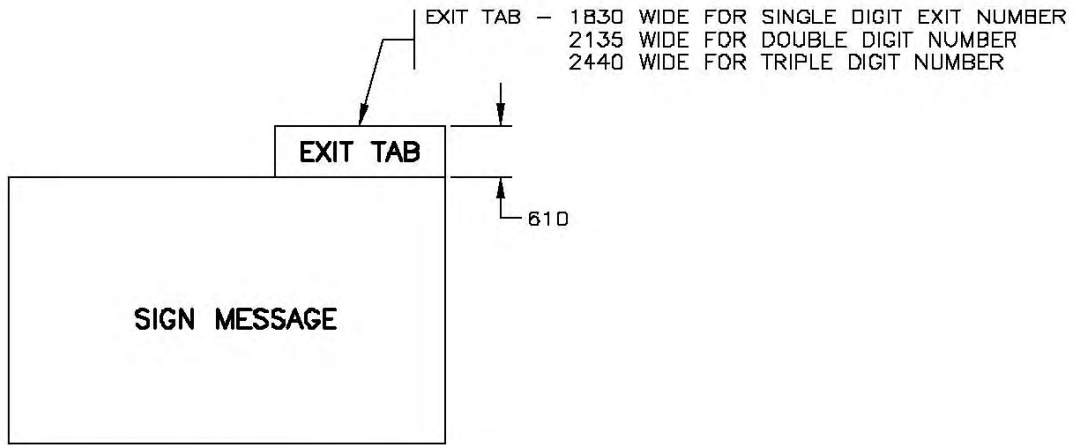 EXIT TAB – 1830 WIDE FOR SINGLE DIGIT EXIT NUMBER
2135 WIDE FOR DOUBLE DIGIT NUMBER
2440 WIDE FOR TRIPLE DIGIT NUMBER
EXIT TAB
610
SIGN MESSAGE